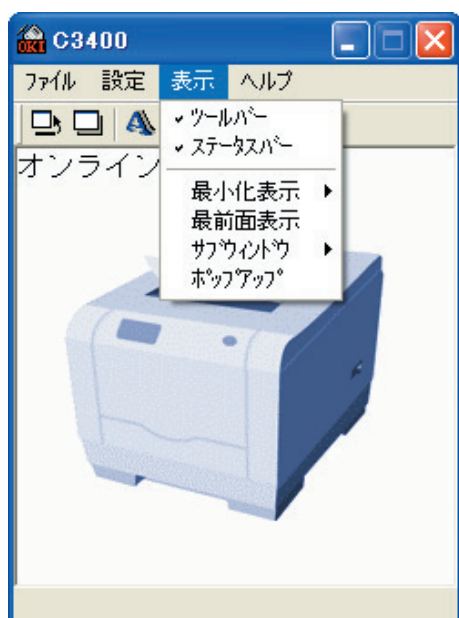 OKI C3400
ファイル 設定 表示 ヘルプ
ツールバー
ステータスバー
オンライン
最小化表示
最前面表示
サブウィンドウ
ポップアップ